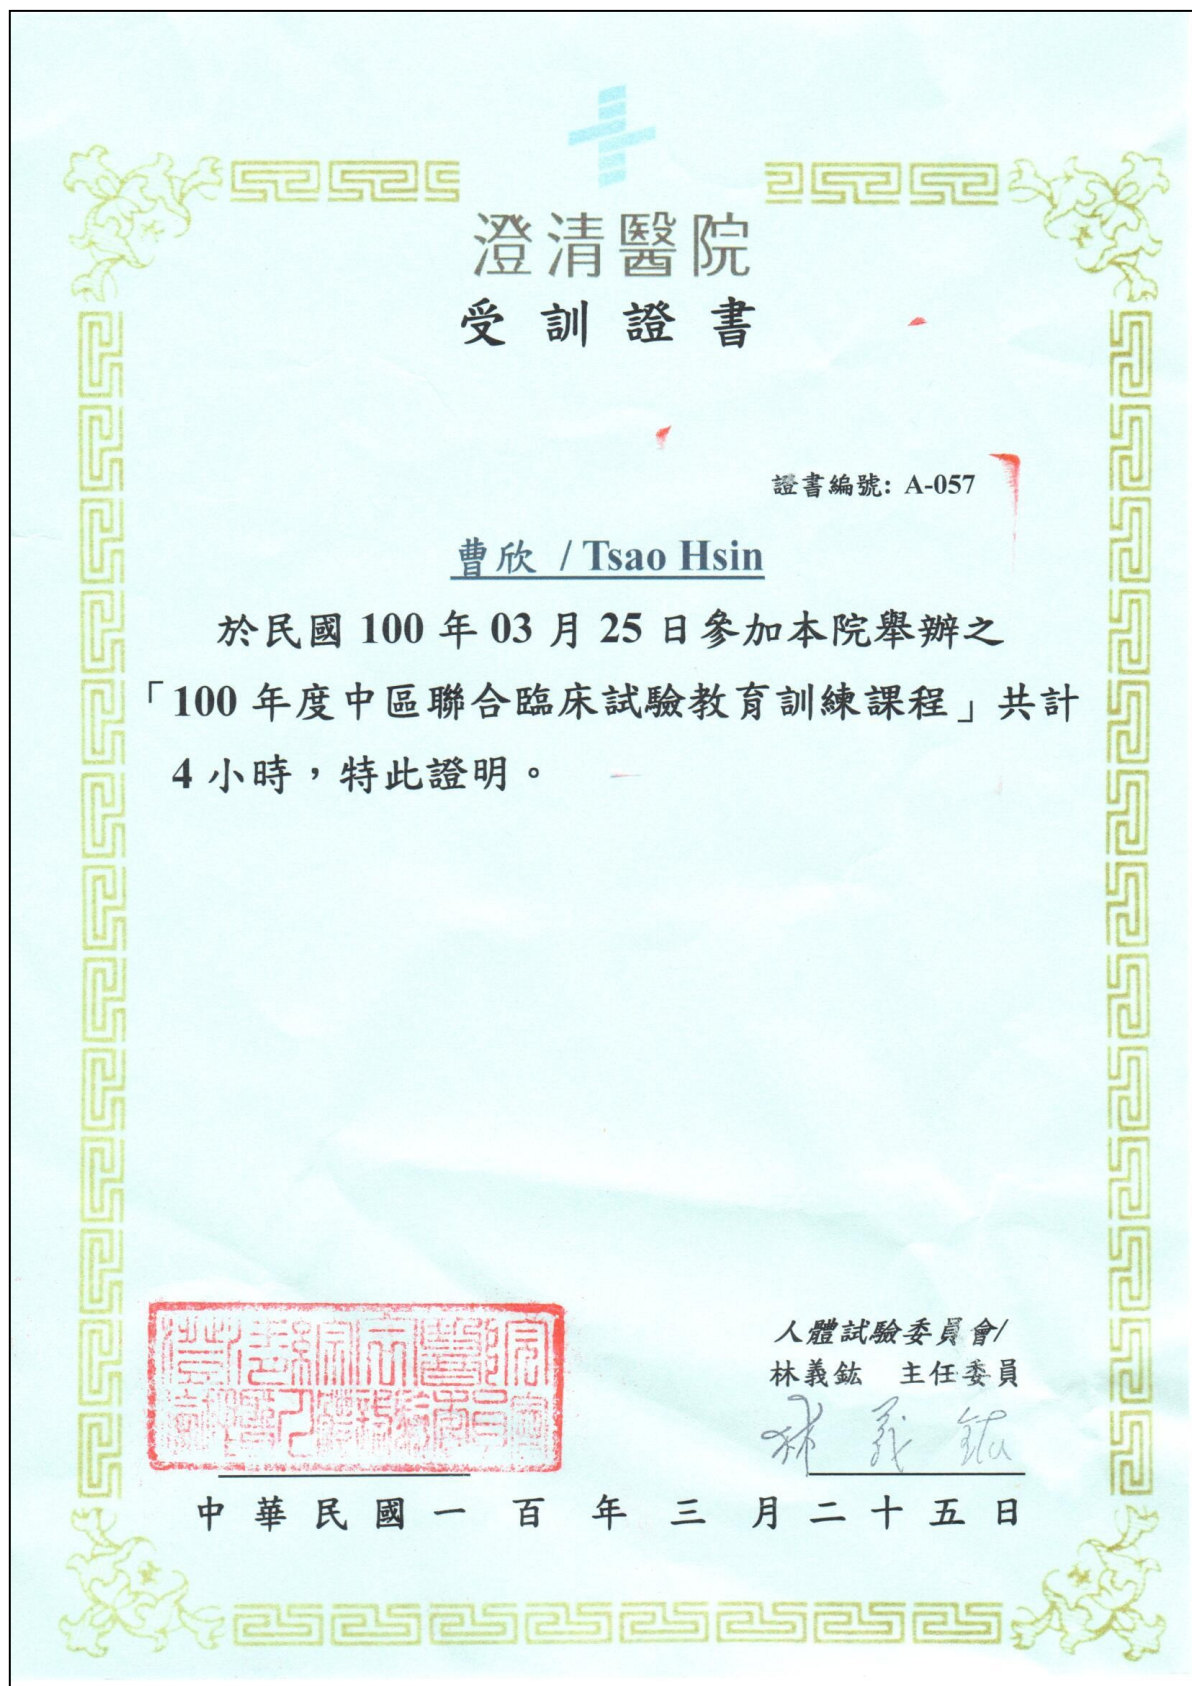 澄清醫院
受訓證書
證書編號: A-057
曹欣 / Tsao Hsin
於民國 100 年 03 月 25 日參加本院舉辦之
「100 年度中區聯合臨床試驗教育訓練課程」共計
4 小時，特此證明。
人體試驗委員會/
林義鈜 主任委員
林義鈜
中華民國一百年三月二十五日